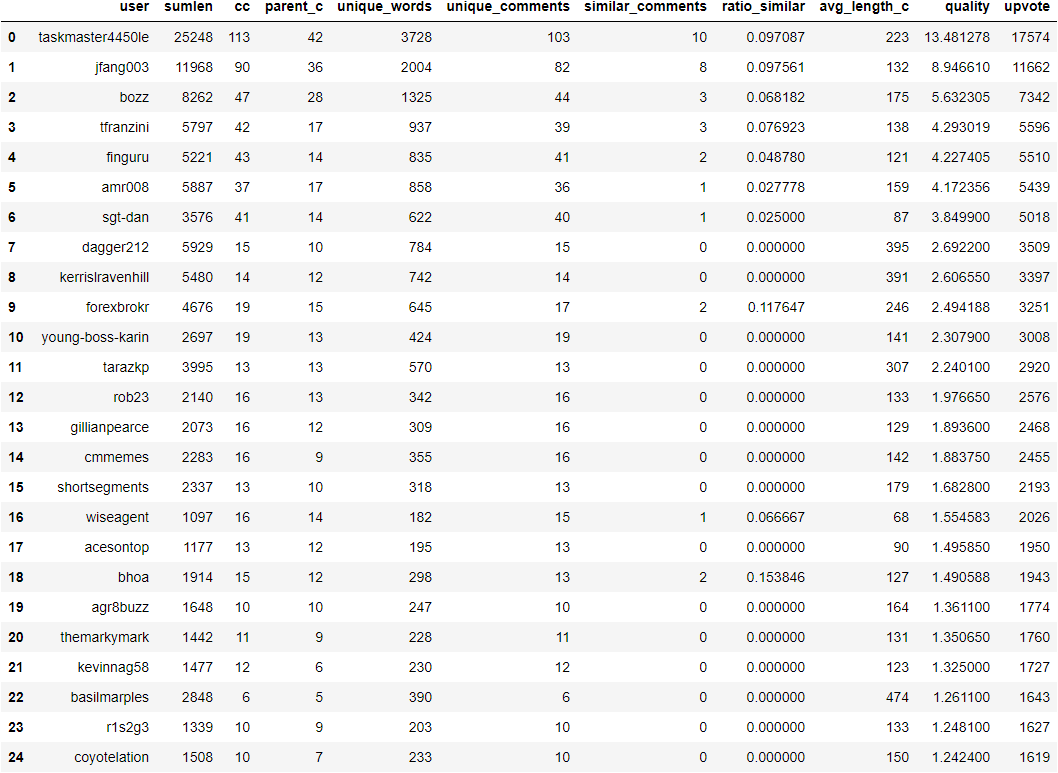 user sumlen cc parent_c unique_words unique_comments similar_comments ratio_similar avg_length_c quality upvote
0 taskmaster4450le 25248 113 42 3728 103 10 0.097087 223 13.481278 17574
1 jfang003 11968 90 36 2004 82 8 0.097561 132 8.946610 11662
2 bozz 8262 47 28 1325 44 3 0.068182 175 5.632305 7342
3 tfranzini 5797 42 17 937 39 3 0.076923 138 4.293019 5596
4 finguru 5221 43 14 835 41 2 0.048780 121 4.227405 5510
5 amr008 5887 37 17 858 36 1 0.027778 159 4.172356 5439
6 sgt-dan 3576 41 14 622 40 1 0.025000 87 3.849900 5018
7 dagger212 5929 15 10 784 15 0 0.000000 395 2.692200 3509
8 kerrislravenhill 5480 14 12 742 14 0 0.000000 391 2.606550 3397
9 forexbrokr 4676 19 15 645 17 2 0.117647 246 2.494188 3251
10 young-boss-karin 2697 19 13 424 19 0 0.000000 141 2.307900 3008
11 tarazkp 3995 13 13 570 13 0 0.000000 307 2.240100 2920
12 rob23 2140 16 13 342 16 0 0.000000 133 1.976650 2576
13 gillianpearce 2073 16 12 309 16 0 0.000000 129 1.893600 2468
14 cmmemes 2283 16 9 355 16 0 0.000000 142 1.883750 2455
15 shortsegments 2337 13 10 318 13 0 0.000000 179 1.682800 2193
16 wiseagent 1097 16 14 182 15 1 0.066667 68 1.554583 2026
17 acesontop 1177 13 12 195 13 0 0.000000 90 1.495850 1950
18 bhoa 1914 15 12 298 13 2 0.153846 127 1.490588 1943
19 agr8buzz 1648 10 10 247 10 0 0.000000 164 1.361100 1774
20 themarkymark 1442 11 9 228 11 0 0.000000 131 1.350650 1760
21 kevinnag58 1477 12 6 230 12 0 0.000000 123 1.325000 1727
22 basilmarples 2848 6 5 390 6 0 0.000000 474 1.261100 1643
23 r1s2g3 1339 10 9 203 10 0 0.000000 133 1.248100 1627
24 coyotelation 1508 10 7 233 10 0 0.000000 150 1.242400 1619